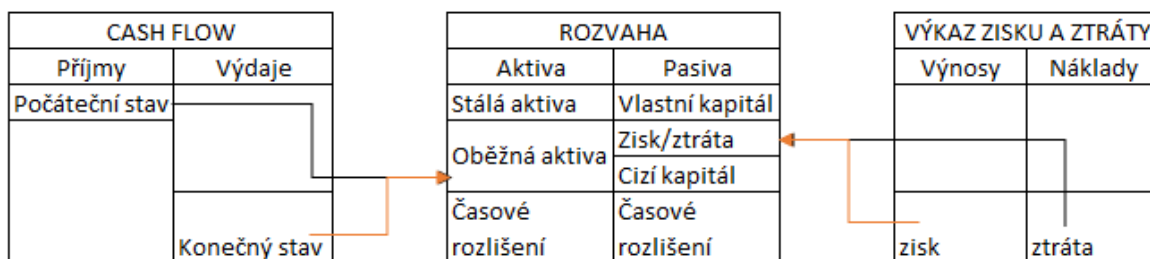 CASH FLOW
Příjmy Výdaje
Počáteční stav
Konečný stav
ROZVAHA
Aktiva Pasiva
Stálá aktiva Vlastní kapitál
Oběžná aktiva Zisk/ztráta
Cizí kapitál
Časové Časové
rozlišení rozlišení
VÝKAZ ZISKU A ZTRÁTY
Výnosy Náklady
zisk ztráta